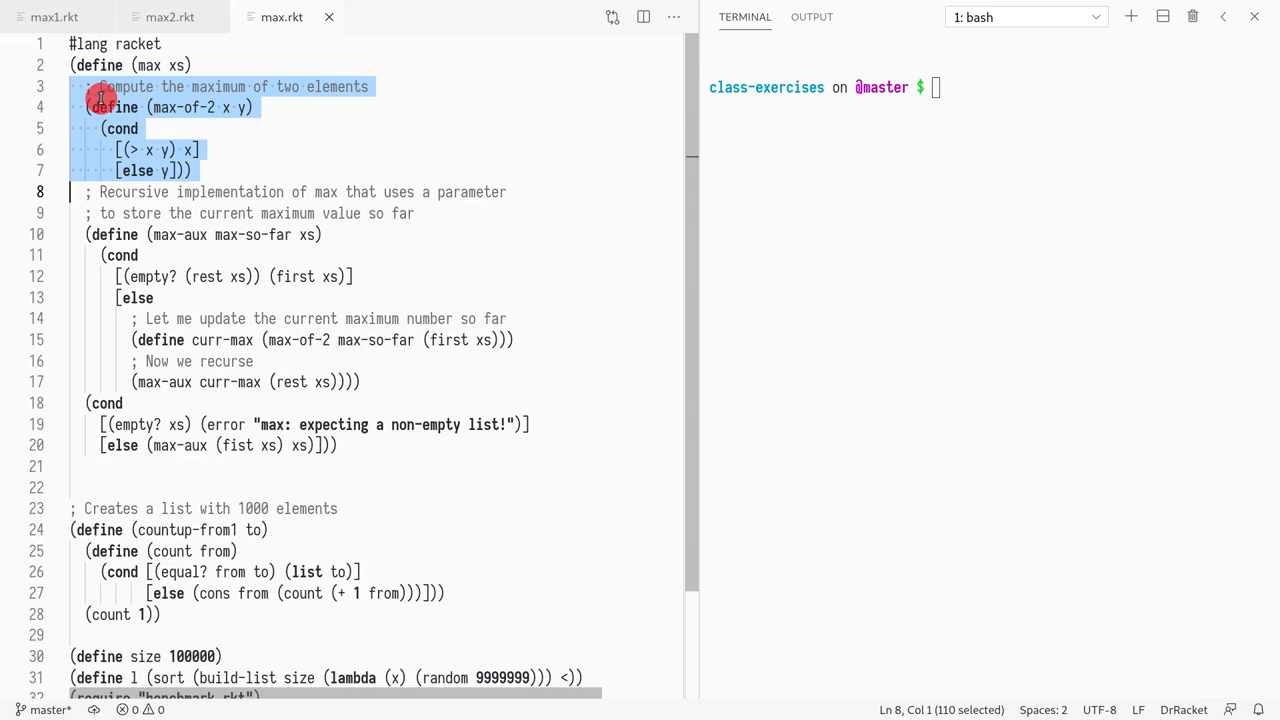 max1.rkt max2.rkt max.rkt
TERMINAL OUTPUT 1: bash
1 #lang racket
2 (define (max xs)
3 ; Compute the maximum of two elements
4 (define (max-of-2 x y)
5 (cond
6 [(> x y) x]
7 [else y]))
8 ; Recursive implementation of max that uses a parameter
9 ; to store the current maximum value so far
10 (define (max-aux max-so-far xs)
11 (cond
12 [(empty? (rest xs)) (first xs)]
13 [else
14 ; Let me update the current maximum number so far
15 (define curr-max (max-of-2 max-so-far (first xs)))
16 ; Now we recurse
17 (max-aux curr-max (rest xs))))
18 (cond
19 [(empty? xs) (error "max: expecting a non-empty list!")]
20 [else (max-aux (fist xs) xs)]))
21
22
23 ; Creates a list with 1000 elements
24 (define (countup-from1 to)
25 (define (count from)
26 (cond [(equal? from to) (list to)]
27 [else (cons from (count (+ 1 from)))]))
28 (count 1))
29
30 (define size 100000)
31 (define l (sort (build-list size (lambda (x) (random 9999999))) <))
32 (require "benchmark.rkt")
class-exercises on @master $
master* 0 0 Ln 8, Col 1 (110 selected) Spaces: 2 UTF-8 LF DrRacket